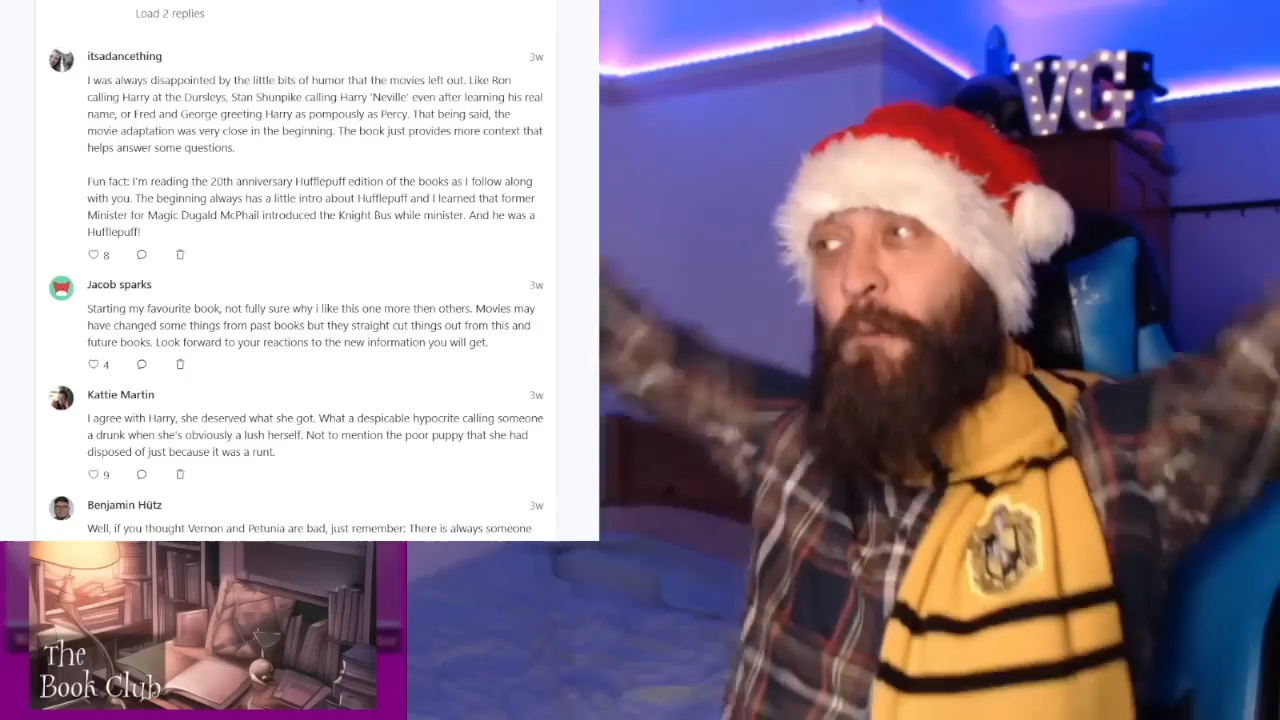 Load 2 replies
itsadancething
3w
I was always disappointed by the little bits of humor that the movies left out. Like Ron
calling Harry at the Dursleys, Stan Shunpike calling Harry 'Neville' even after learning his real
name, or Fred and George greeting Harry as pompously as Percy. That being said, the
movie adaptation was very close in the beginning. The book just provides more context that
helps answer some questions.
Fun fact: I'm reading the 20th anniversary Hufflepuff edition of the books as I follow along
with you. The beginning always has a little intro about Hufflepuff and I learned that former
Minister for Magic Dugald McPhail introduced the Knight Bus while minister. And he was a
Hufflepuff!
8
Jacob sparks
3w
Starting my favourite book, not fully sure why i like this one more then others. Movies may
have changed some things from past books but they straight cut things out from this and
future books. Look forward to your reactions to the new information you will get.
4
Kattie Martin
3w
I agree with Harry, she deserved what she got. What a despicable hypocrite calling someone
a drunk when she's obviously a lush herself. Not to mention the poor puppy that she had
disposed of just because it was a runt.
9
Benjamin Hütz
3w
Well, if you thought Vernon and Petunia are bad, just remember: There is always someone
The
Book Club
VG